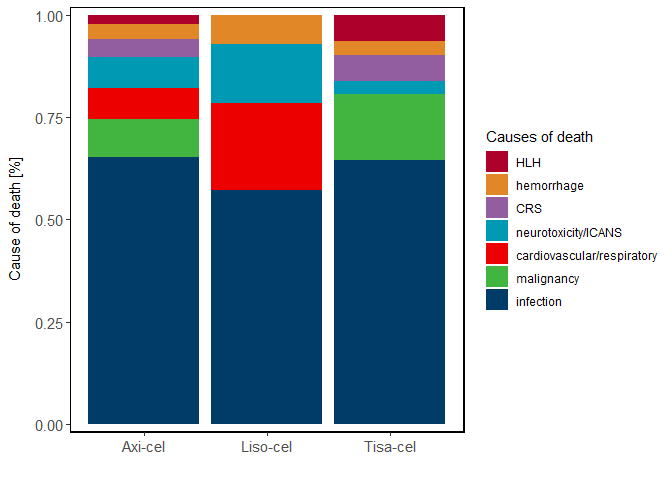 Cause of death [%]
1.00
0.75
0.50
0.25
0.00
Axi-cel
Liso-cel
Tisa-cel
Causes of death
HLH
hemorrhage
CRS
neurotoxicity/ICANS
cardiovascular/respiratory
malignancy
infection